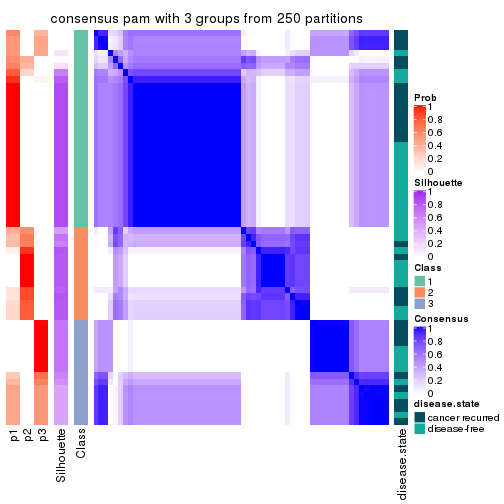 consensus pam with 3 groups from 250 partitions
Prob
1
0.8
0.6
0.4
0.2
0
Silhouette
1
0.8
0.6
0.4
0.2
0
Class
1
2
3
Consensus
1
0.8
0.6
0.4
0.2
0
disease.state
cancer recurred
disease-free
p1
p2
p3
Silhouette
Class
disease.state